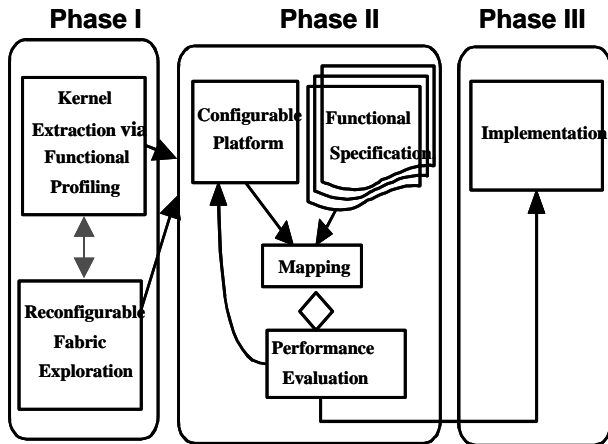 Phase I
Phase II
Phase III
Kernel
Extraction via
Functional
Profiling
Reconfigurable
Fabric
Exploration
Configurable
Platform
Functional
Specification
Mapping
Performance
Evaluation
Implementation